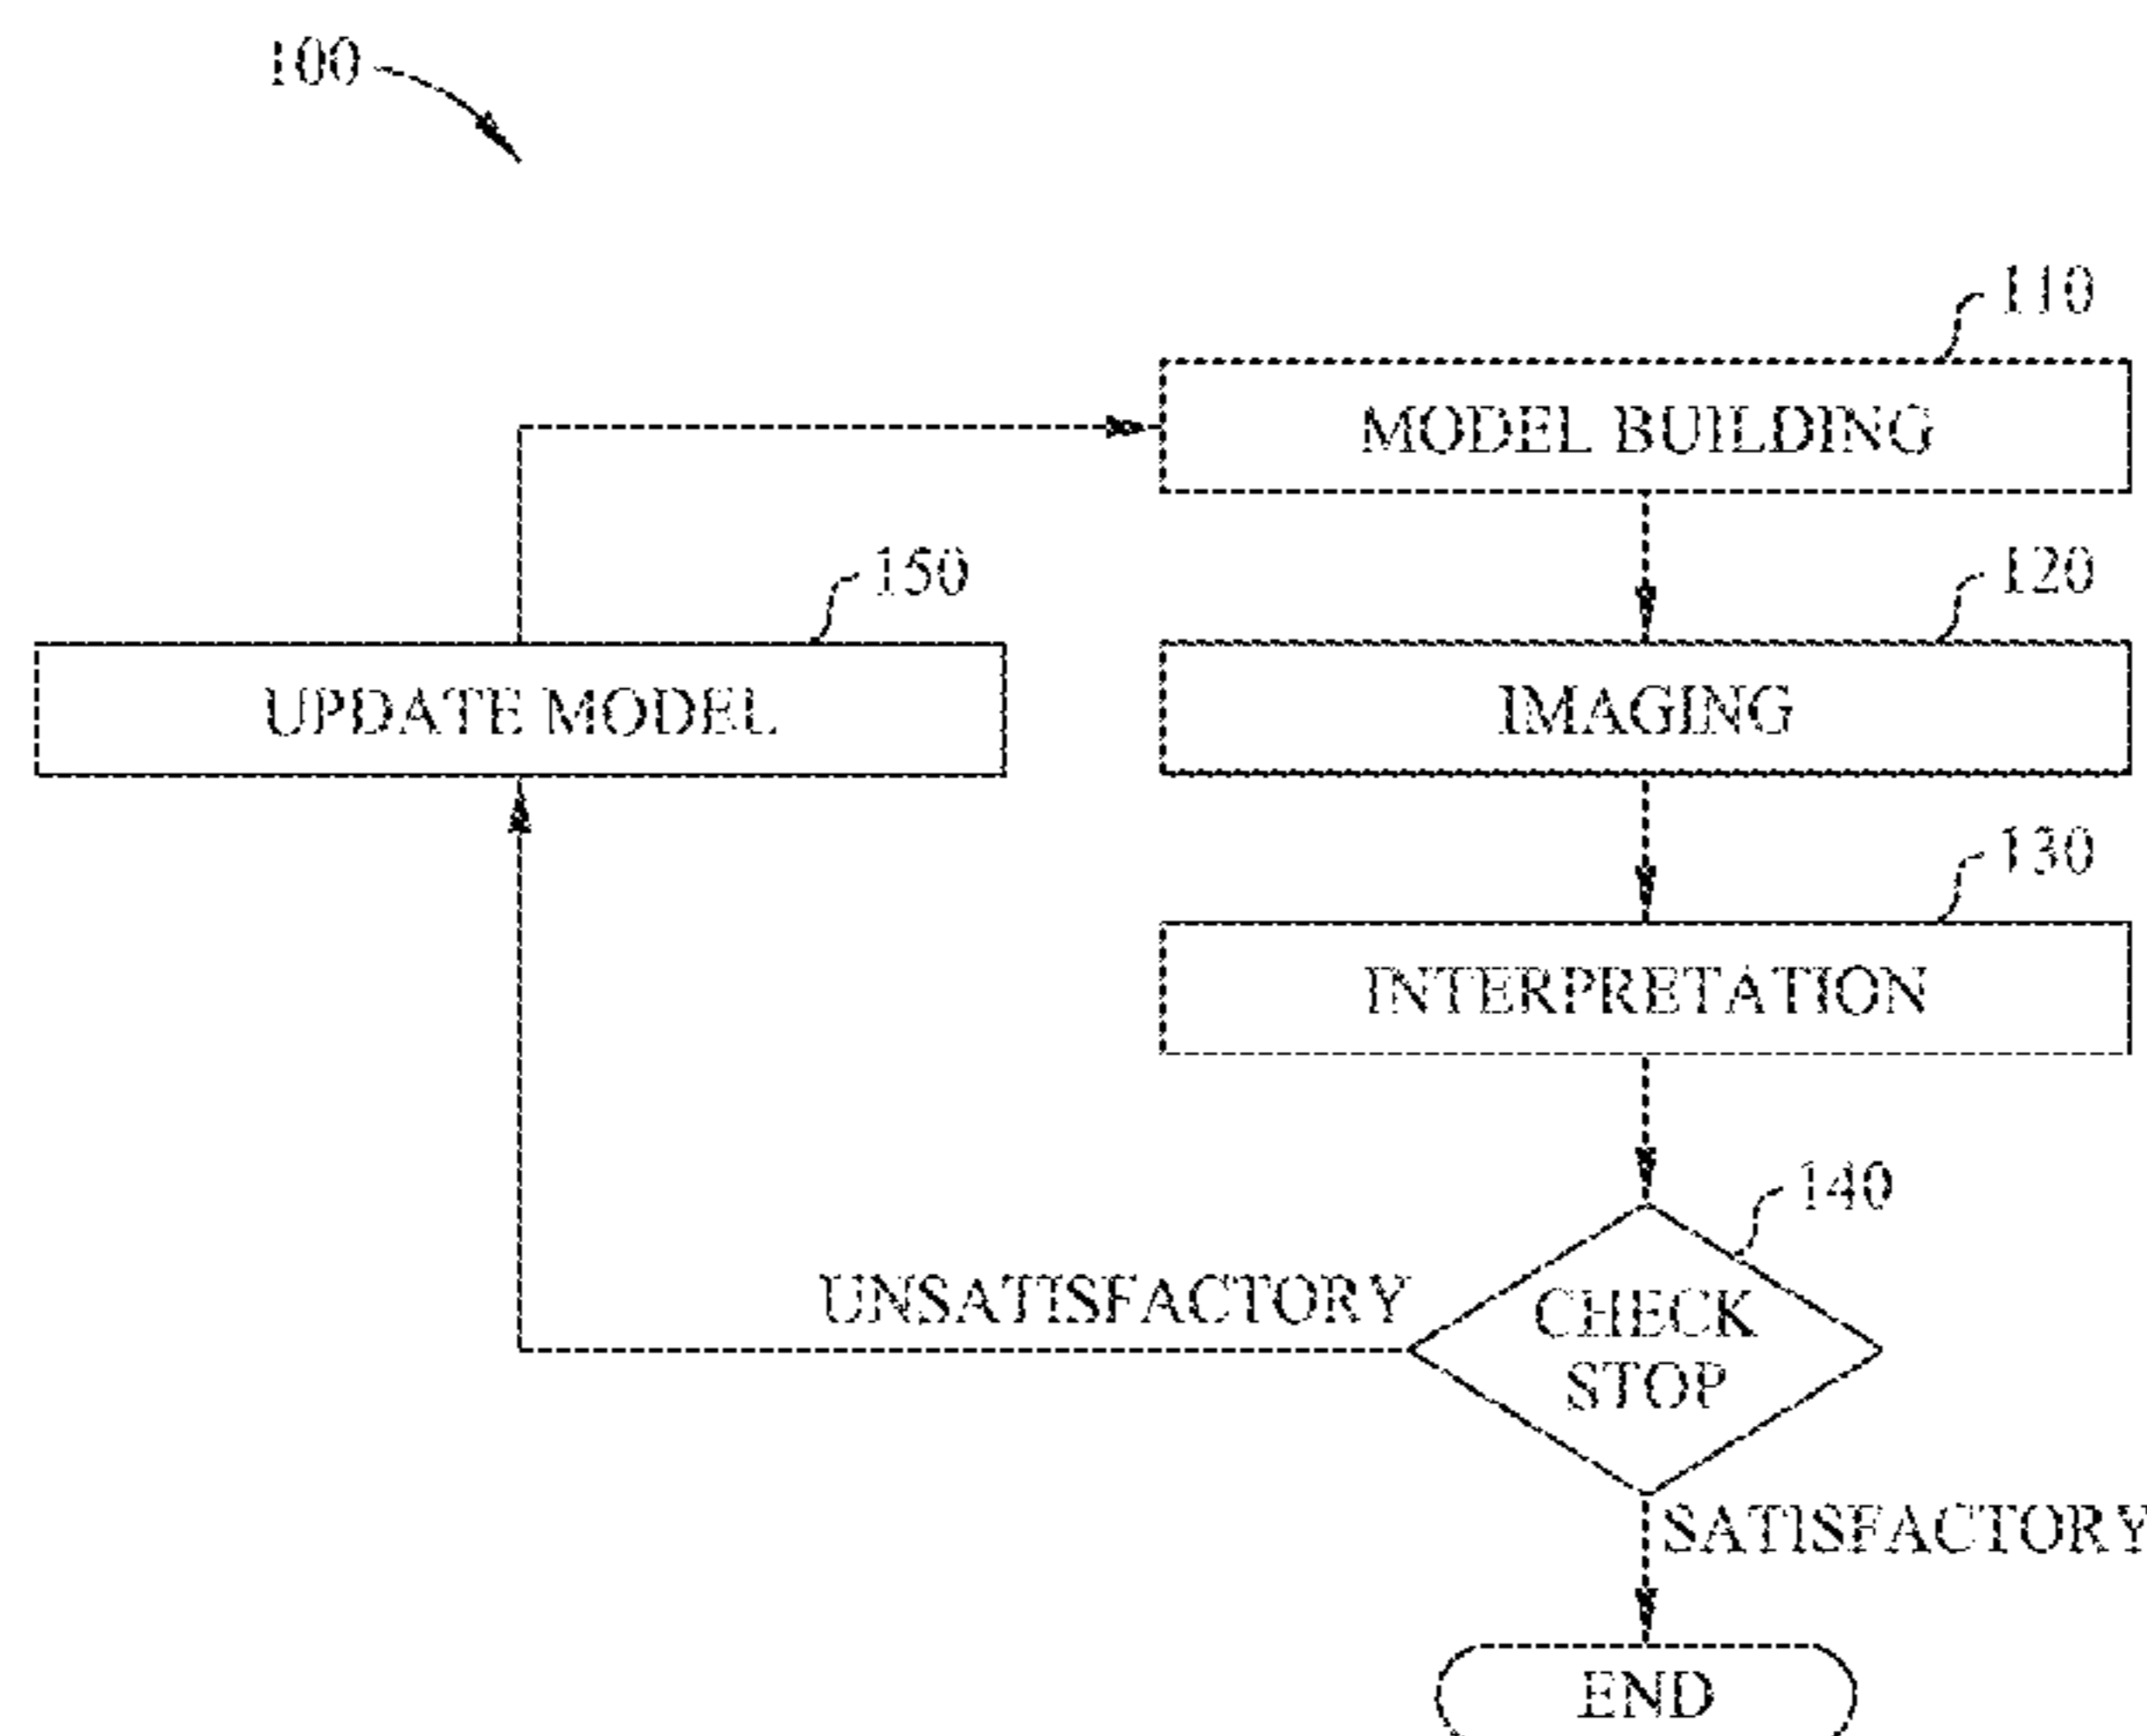 100
110
MODEL BUILDING
150
120
UPDATE MODEL
IMAGING
130
INTERPRETATION
140
UNSATISFACTORY
CHECK
STOP
SATISFACTORY
END